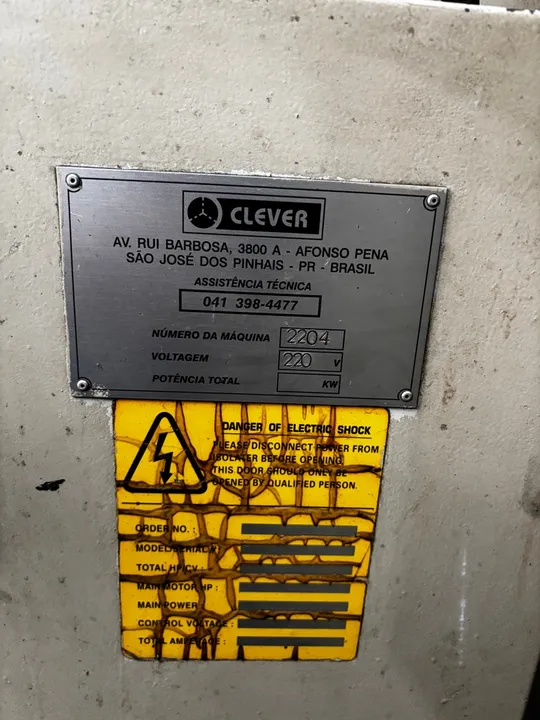 CLEVER
AV. RUI BARBOSA, 3800 A - AFONSO PENA
SÃO JOSÉ DOS PINHAIS - PR - BRASIL
ASSISTÊNCIA TÉCNICA
041 398-4477
NÚMERO DA MÁQUINA 2204
VOLTAGEM 220 V
POTÊNCIA TOTAL KW
DANGER OF ELECTRIC SHOCK
PLEASE DISCONNECT POWER FROM
ISOLATER BEFORE OPENING.
THIS DOOR SHOULD ONLY BE
OPENED BY QUALIFIED PERSON.
ORDER NO. :
MODEL/SERIAL :
TOTAL HP/CV :
MAIN MOTOR HP :
MAIN POWER :
CONTROL VOLTAGE :
TOTAL AMPERAGE :